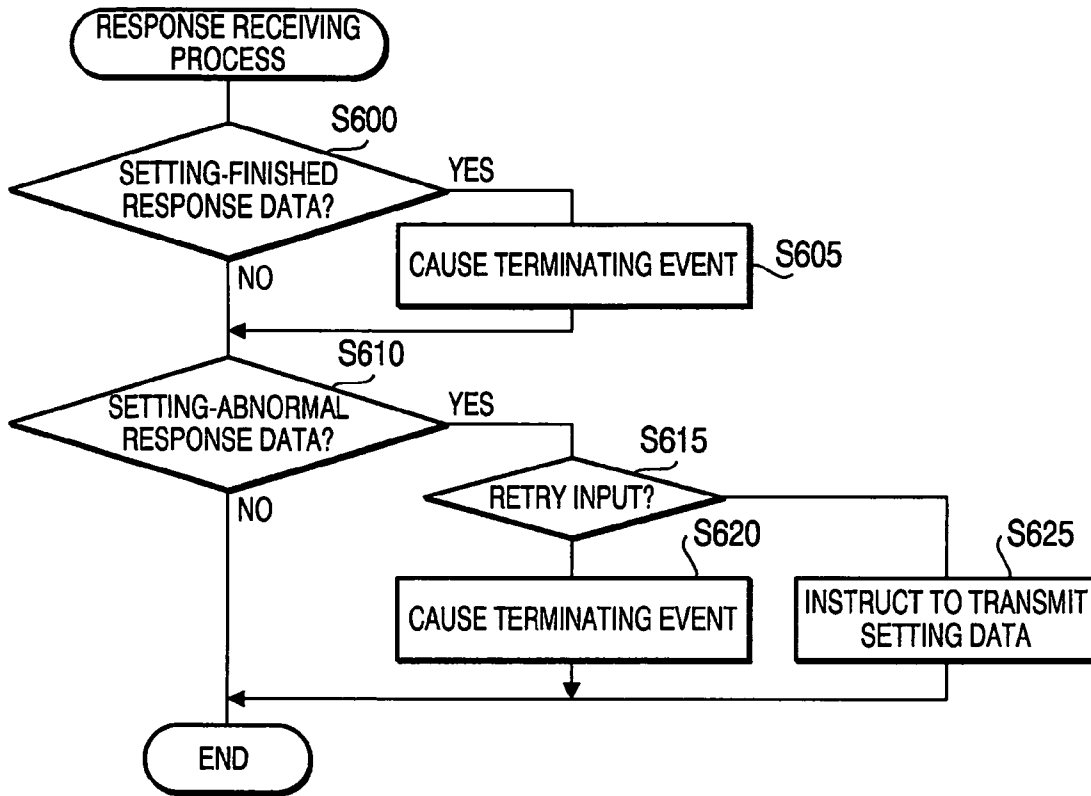 RESPONSE RECEIVING
PROCESS
S600
SETTING-FINISHED
RESPONSE DATA?
YES
NO
CAUSE TERMINATING EVENT
S605
S610
SETTING-ABNORMAL
RESPONSE DATA?
YES
NO
S615
RETRY INPUT?
S620
CAUSE TERMINATING EVENT
S625
INSTRUCT TO TRANSMIT
SETTING DATA
END